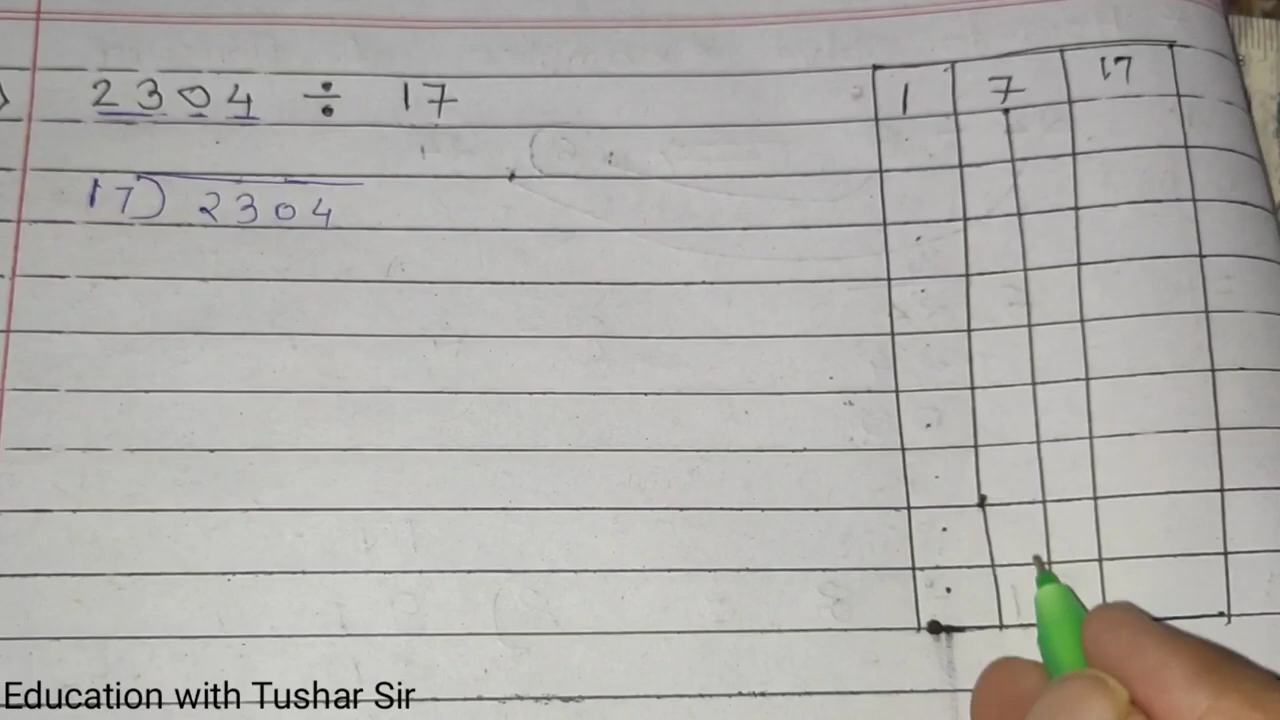 2304 ÷ 17
1 7 17
17) 2304
Education with Tushar Sir